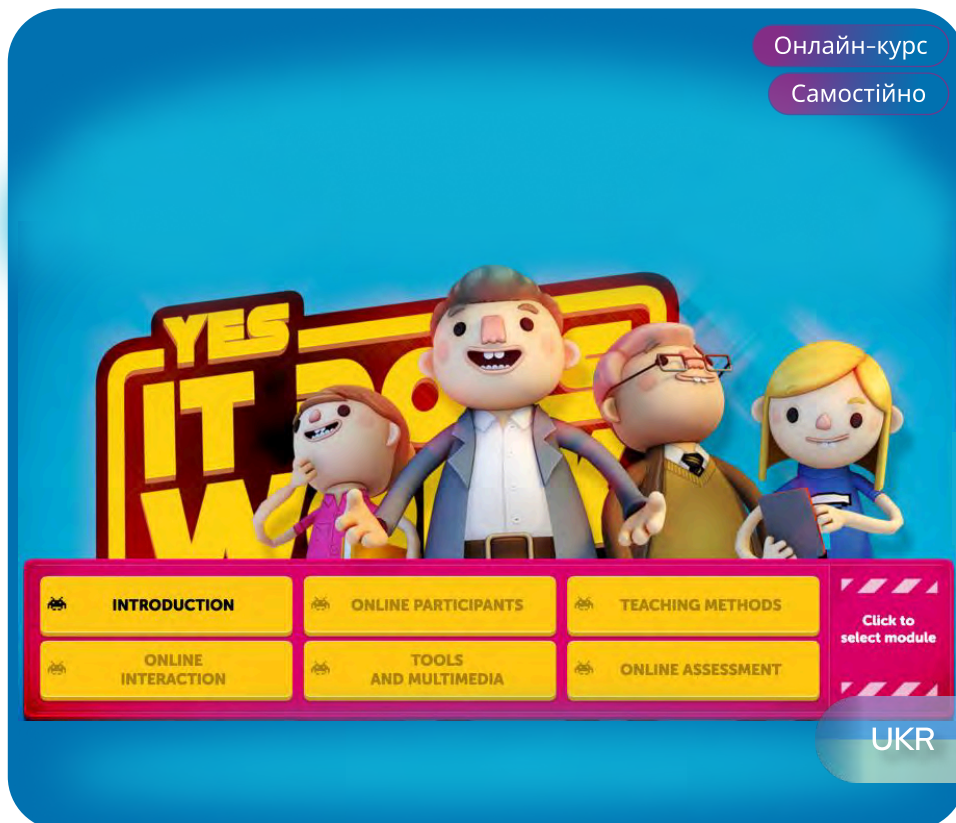 Онлайн-курс
Самостійно
YES
IT
INTRODUCTION
ONLINE PARTICIPANTS
TEACHING METHODS
Click to
select module
ONLINE
INTERACTION
TOOLS
AND MULTIMEDIA
ONLINE ASSESSMENT
UKR